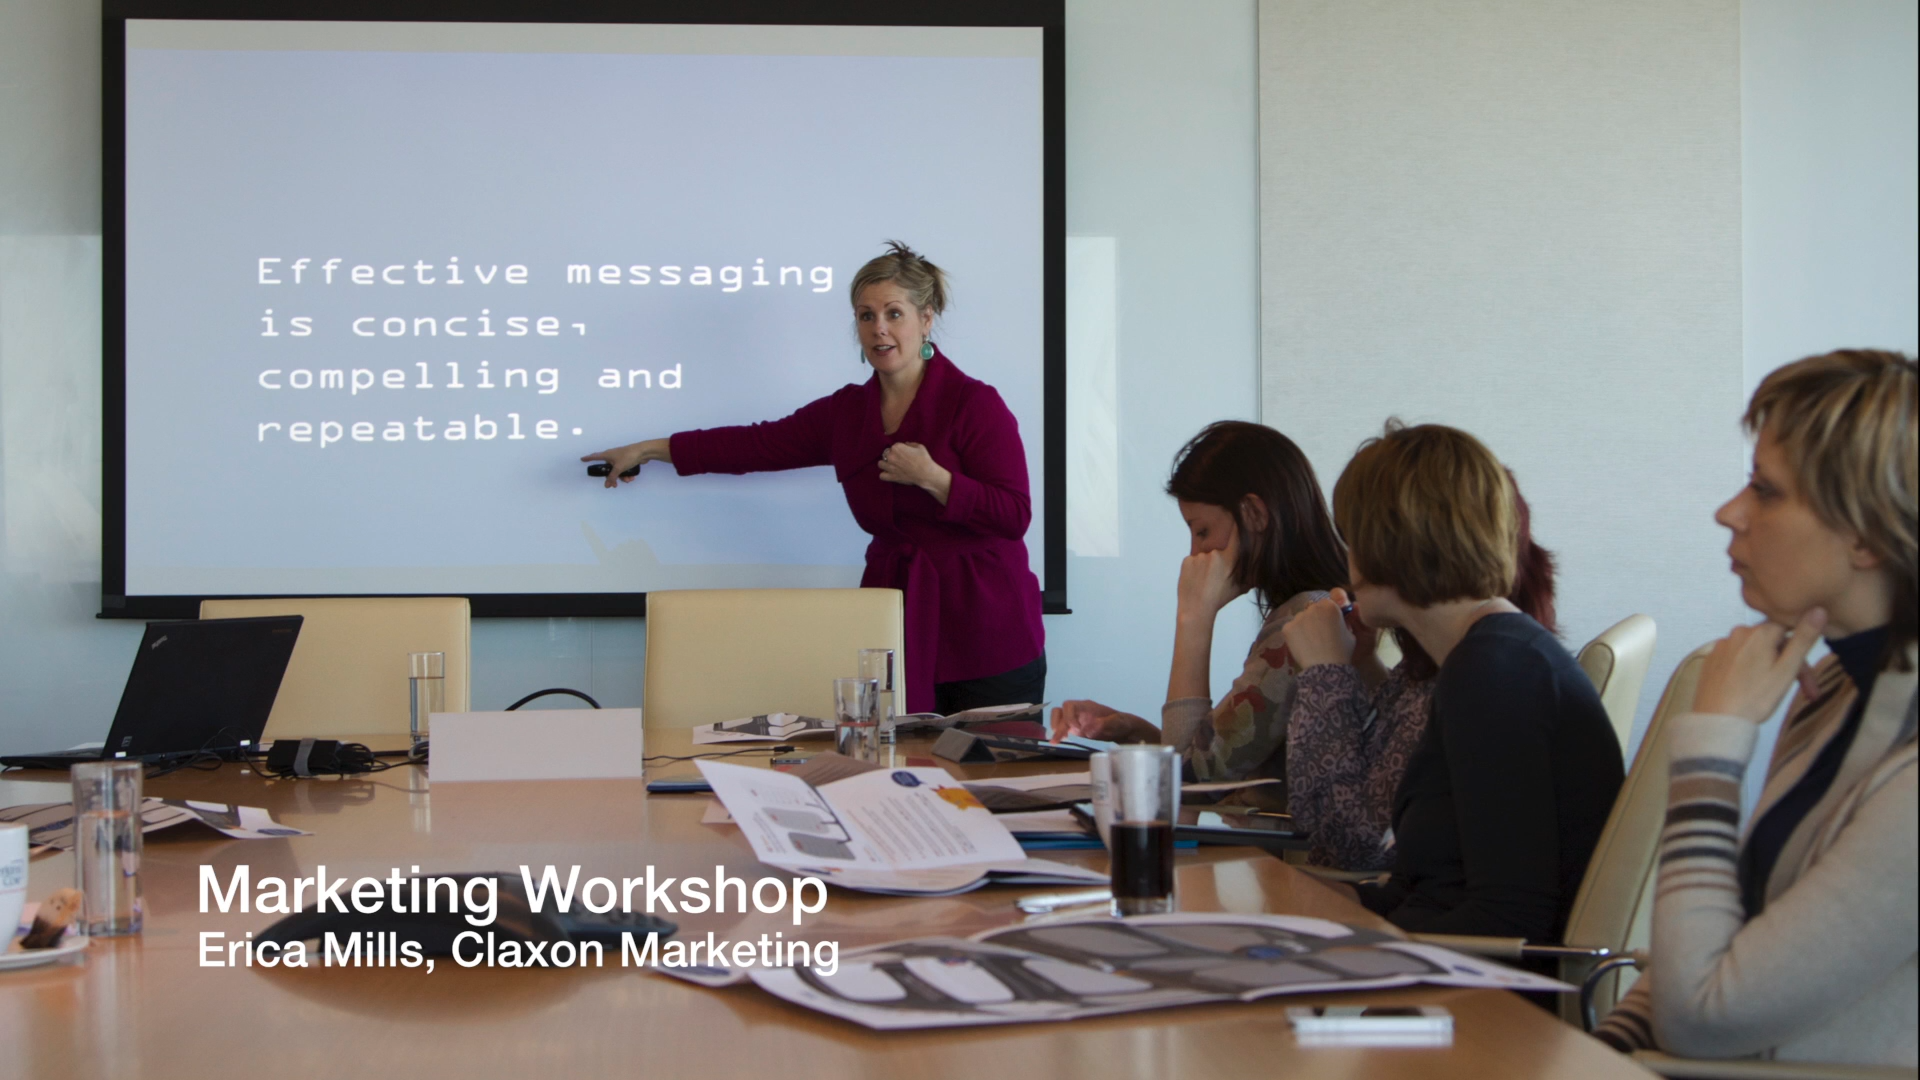 Effective messaging
is concise,
compelling and
repeatable.
Marketing Workshop
Erica Mills, Claxon Marketing